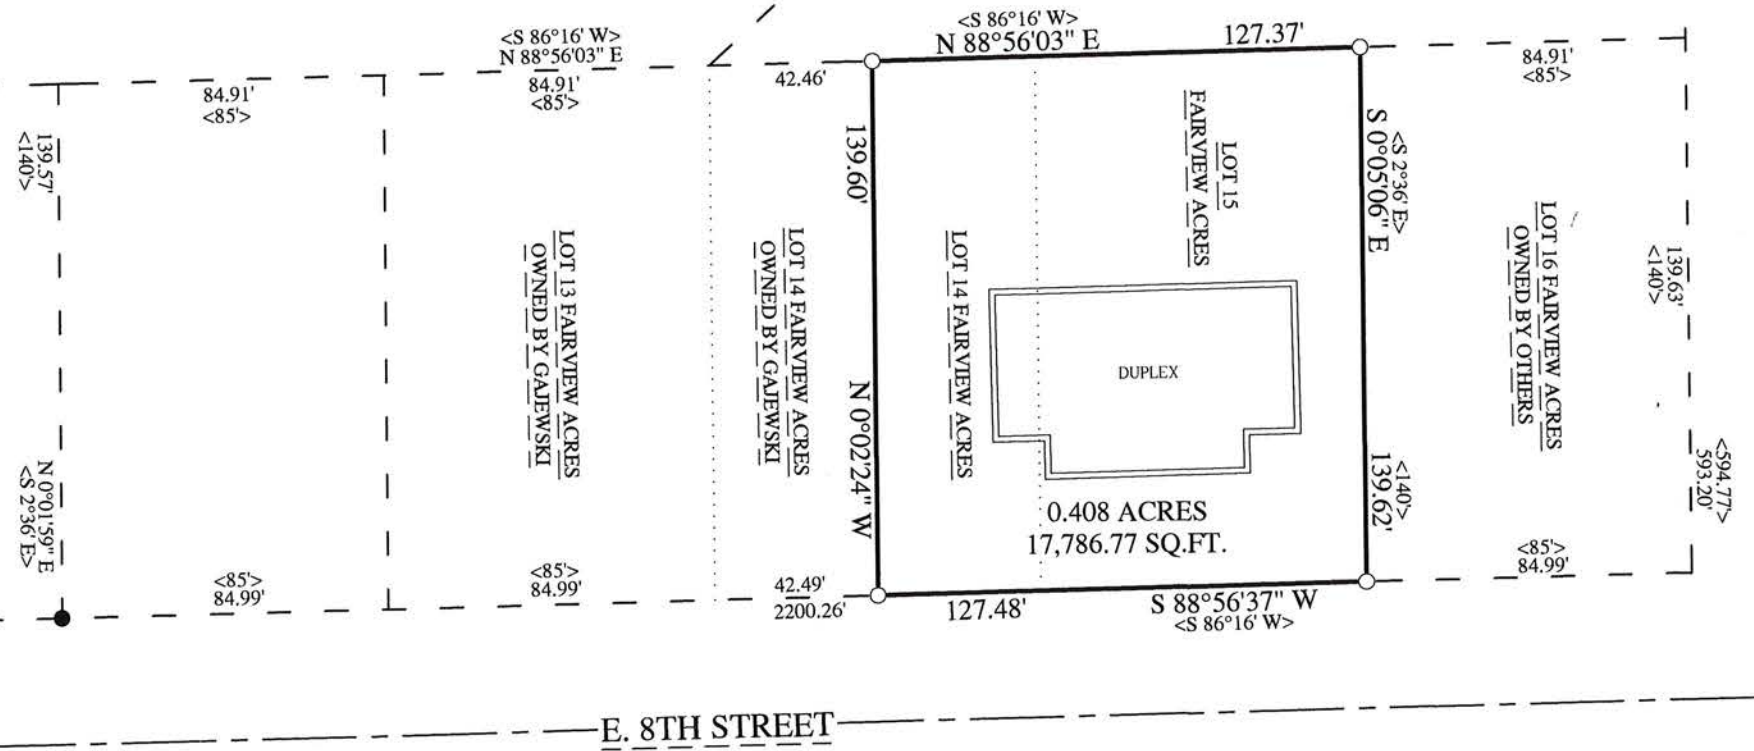 <S 86°16' W>
N 88°56'03" E
84.91'
<85'>
84.91'
<85'>
42.46'
<S 86°16' W>
N 88°56'03" E
127.37'
84.91'
<85'>
139.57'
<140'>
139.60'
LOT 15
FAIRVIEW ACRES
<S 2°36' E>
S 0°05'06" E
LOT 13 FAIRVIEW ACRES
OWNED BY GAJEWSKI
LOT 14 FAIRVIEW ACRES
OWNED BY GAJEWSKI
LOT 14 FAIRVIEW ACRES
LOT 16 FAIRVIEW ACRES
OWNED BY OTHERS
139.63'
<140'>
DUPLEX
N 0°02'24" W
N 0°01'59" E
<S 2°36' E>
<140'>
139.62'
<594.77'>
593.20'
0.408 ACRES
17,786.77 SQ.FT.
<85'>
84.99'
<85'>
84.99'
42.49'
2200.26'
127.48'
S 88°56'37" W
<S 86°16' W>
<85'>
84.99'
E. 8TH STREET